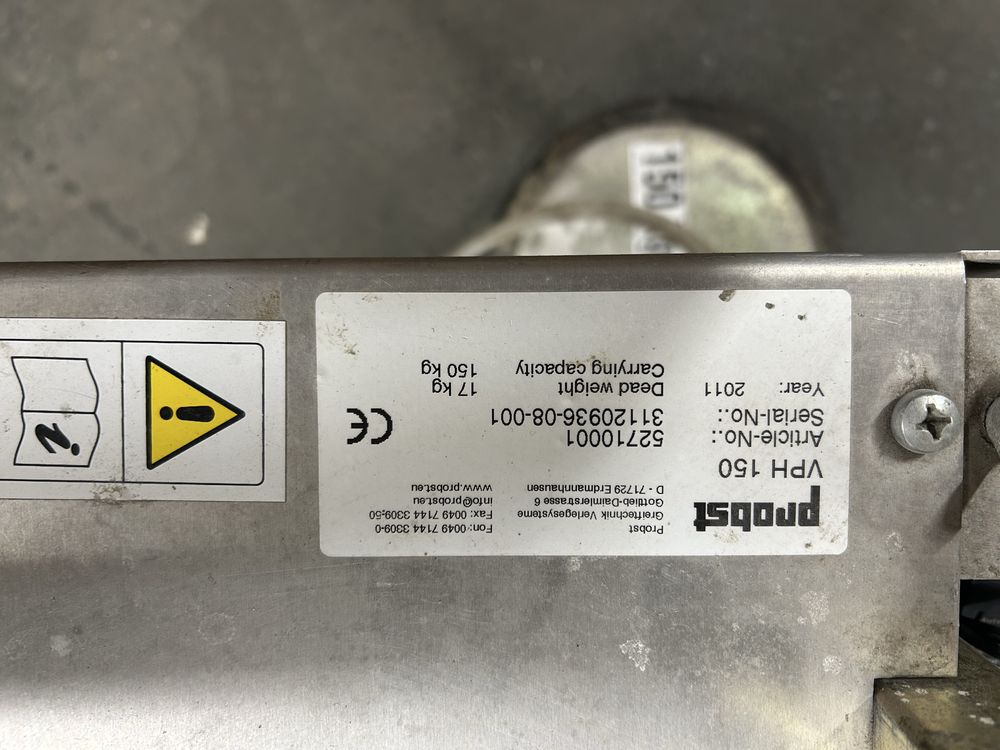 probst
Probst
Greiftechnik Verlegesysteme
Gottlieb-Daimlerstrasse 6
D - 71729 Erdmannhausen
Fon:: 0049 7144 3309-0
Fax: 0049 7144 3309-50
info@probst.eu
www.probst.eu
VPH 150
Article-No.: 52710001
Serial-No.: 31120936-08-001
Year: 2011 Dead weight 17 kg
Carrying capacity 150 kg
CE
150